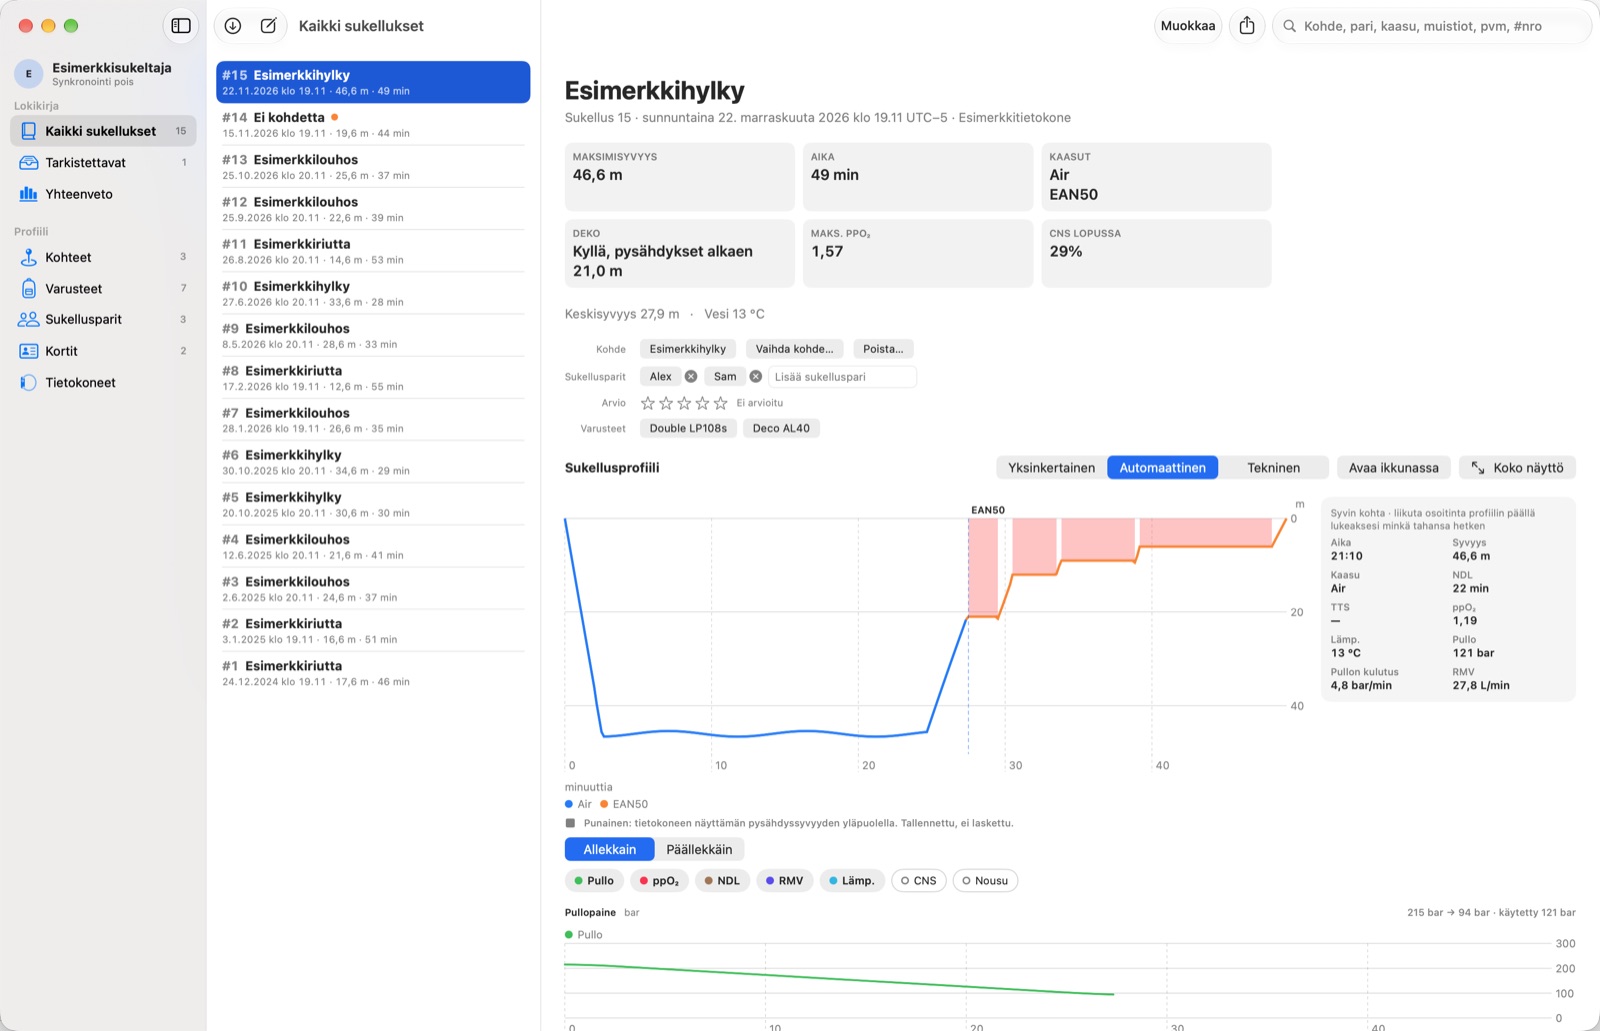 Kaikki sukellukset
Muokkaa
Kohde, pari, kaasu, muistiot, pvm, #nro
E
Esimerkkisukeltaja
Synkronointi pois
Lokikirja
Kaikki sukellukset 15
Tarkistettavat 1
Yhteenveto
Profiili
Kohteet 3
Varusteet 7
Sukellusparit 3
Kortit 2
Tietokoneet
#15 Esimerkkihylky
22.11.2026 klo 19.11 · 46,6 m · 49 min
#14 Ei kohdetta
15.11.2026 klo 19.11 · 19,6 m · 44 min
#13 Esimerkkilouhos
25.10.2026 klo 20.11 · 25,6 m · 37 min
#12 Esimerkkilouhos
25.9.2026 klo 20.11 · 22,6 m · 39 min
#11 Esimerkkiriutta
26.8.2026 klo 20.11 · 14,6 m · 53 min
#10 Esimerkkihylky
27.6.2026 klo 20.11 · 33,6 m · 28 min
#9 Esimerkkilouhos
8.5.2026 klo 20.11 · 28,6 m · 33 min
#8 Esimerkkiriutta
17.2.2026 klo 19.11 · 12,6 m · 55 min
#7 Esimerkkilouhos
28.1.2026 klo 19.11 · 26,6 m · 35 min
#6 Esimerkkihylky
30.10.2025 klo 20.11 · 34,6 m · 29 min
#5 Esimerkkihylky
20.10.2025 klo 20.11 · 30,6 m · 30 min
#4 Esimerkkilouhos
12.6.2025 klo 20.11 · 21,6 m · 41 min
#3 Esimerkkilouhos
2.6.2025 klo 20.11 · 24,6 m · 37 min
#2 Esimerkkiriutta
3.1.2025 klo 19.11 · 16,6 m · 51 min
#1 Esimerkkiriutta
24.12.2024 klo 19.11 · 17,6 m · 46 min
Esimerkkihylky
Sukellus 15 · sunnuntaina 22. marraskuuta 2026 klo 19.11 UTC−5 · Esimerkkitietokone
MAKSIMISYVYYS
46,6 m
AIKA
49 min
KAASUT
Air
EAN50
DEKO
Kyllä, pysähdykset alkaen
21,0 m
MAKS. PPO₂
1,57
CNS LOPUSSA
29%
Keskisyvyys 27,9 m · Vesi 13 °C
Kohde Esimerkkihylky Vaihda kohde... Poista...
Sukellusparit Alex Sam Lisää sukelluspari
Arvio Ei arvioitu
Varusteet Double LP108s Deco AL40
Sukellusprofiili
Yksinkertainen Automaattinen Tekninen Avaa ikkunassa Koko näyttö
EAN50
m
0
20
40
0 10 20 30 40
minuuttia
Air EAN50
Punainen: tietokoneen näyttämän pysähdyssyvyyden yläpuolella. Tallennettu, ei laskettu.
Syvin kohta · liikuta osoitinta profiilin päällä
lukeaksesi minkä tahansa hetken
Aika Syvyys
21:10 46,6 m
Kaasu NDL
Air 22 min
TTS ppO₂
— 1,19
Lämp. Pullo
13 °C 121 bar
Pullon kulutus RMV
4,8 bar/min 27,8 L/min
Allekkain Päällekkäin
Pullo ppO₂ NDL RMV Lämp. CNS Nousu
Pullopaine bar
215 bar → 94 bar · käytetty 121 bar
Pullo
300
200
100
0
0 10 20 30 40